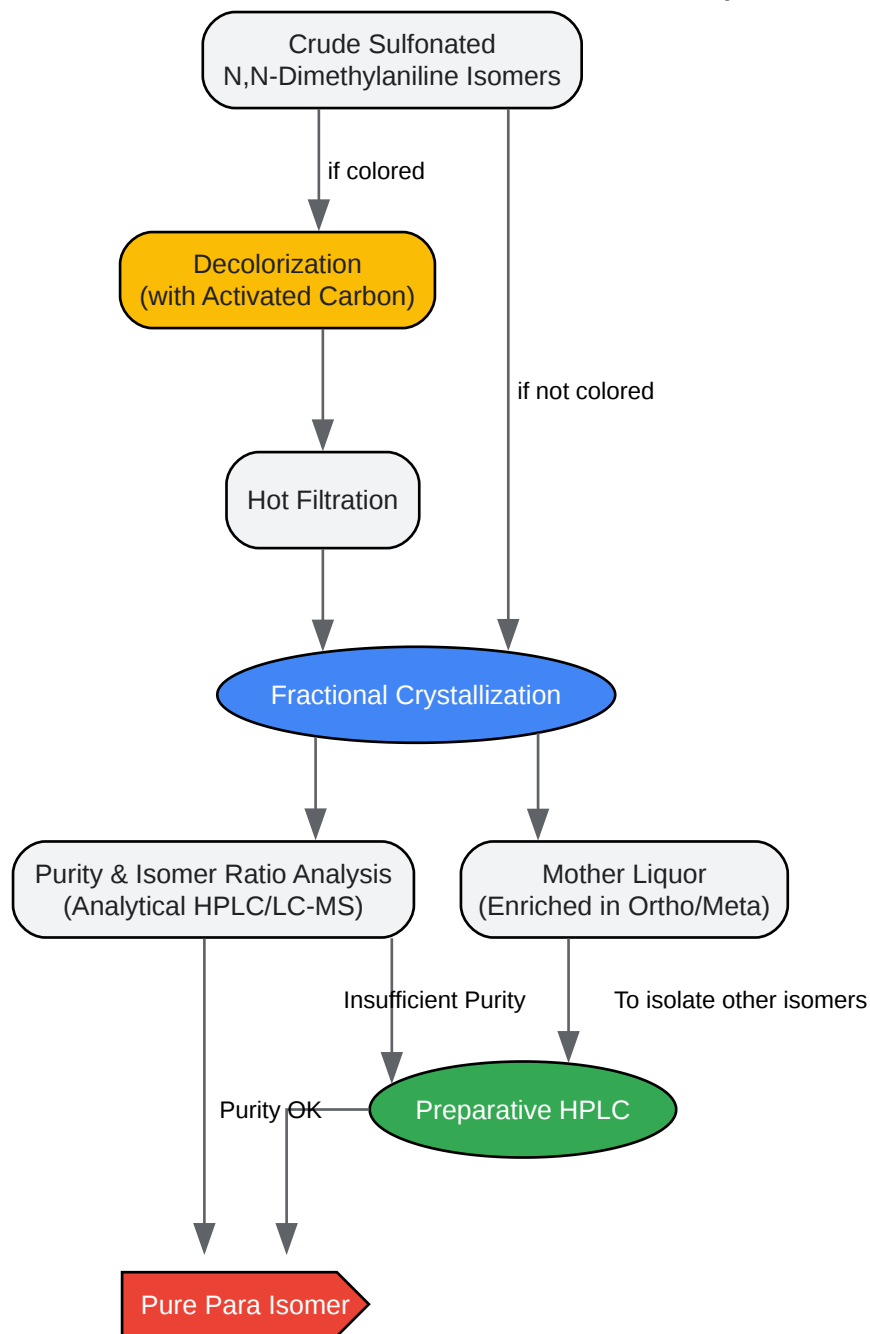 Crude Sulfonated
N,N-Dimethylaniline Isomers
if colored
Decolorization
(with Activated Carbon)
if not colored
Hot Filtration
Fractional Crystallization
Purity & Isomer Ratio Analysis
(Analytical HPLC/LC-MS)
Mother Liquor
(Enriched in Ortho/Meta)
Insufficient Purity
To isolate other isomers
Purity OK
Preparative HPLC
Pure Para Isomer